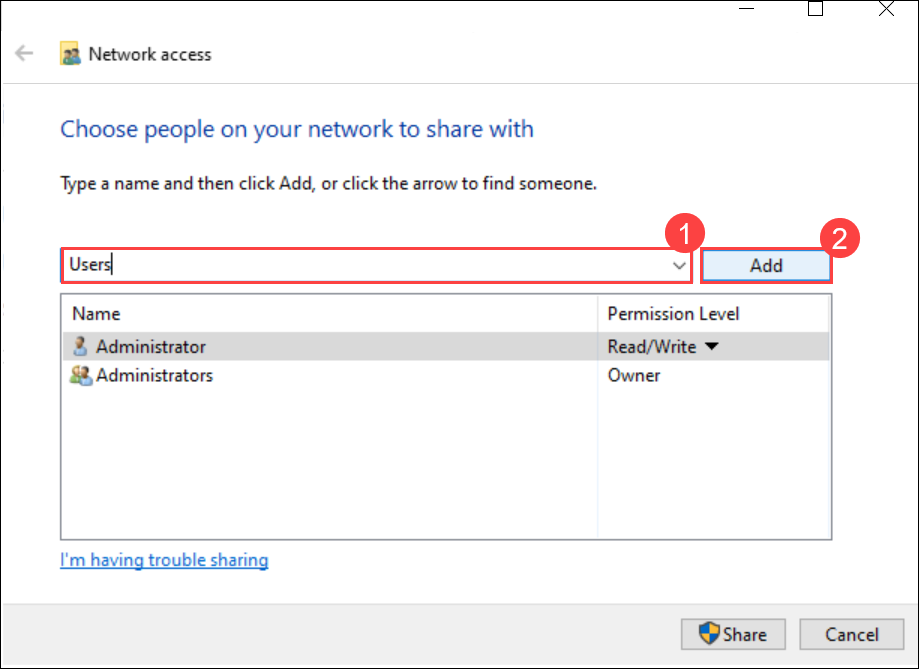 Network access
Choose people on your network to share with
Type a name and then click Add, or click the arrow to find someone.
1
2
Users
Add
Name Permission Level
Administrator Read/Write
Administrators Owner
I'm having trouble sharing
Share Cancel